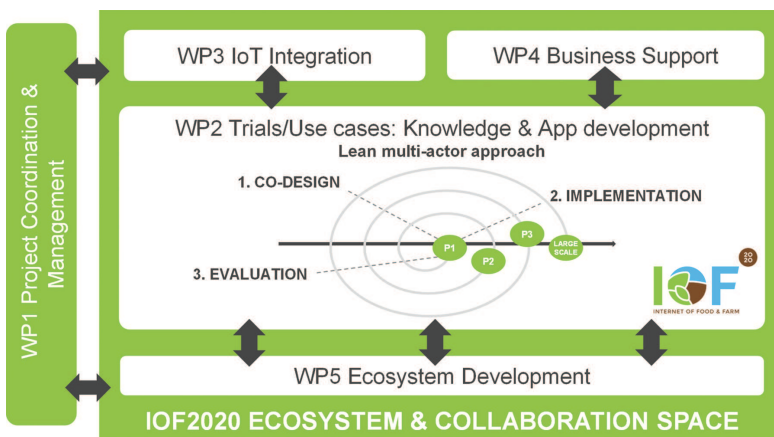 WP1 Project Coordination &
Management
WP3 IoT Integration
WP4 Business Support
WP2 Trials/Use cases: Knowledge & App development
Lean multi-actor approach
1. CO-DESIGN
2. IMPLEMENTATION
3. EVALUATION
P1
P2
P3
LARGE
SCALE
IOF
20
20
INTERNET OF FOOD & FARM
WP5 Ecosystem Development
IOF2020 ECOSYSTEM & COLLABORATION SPACE